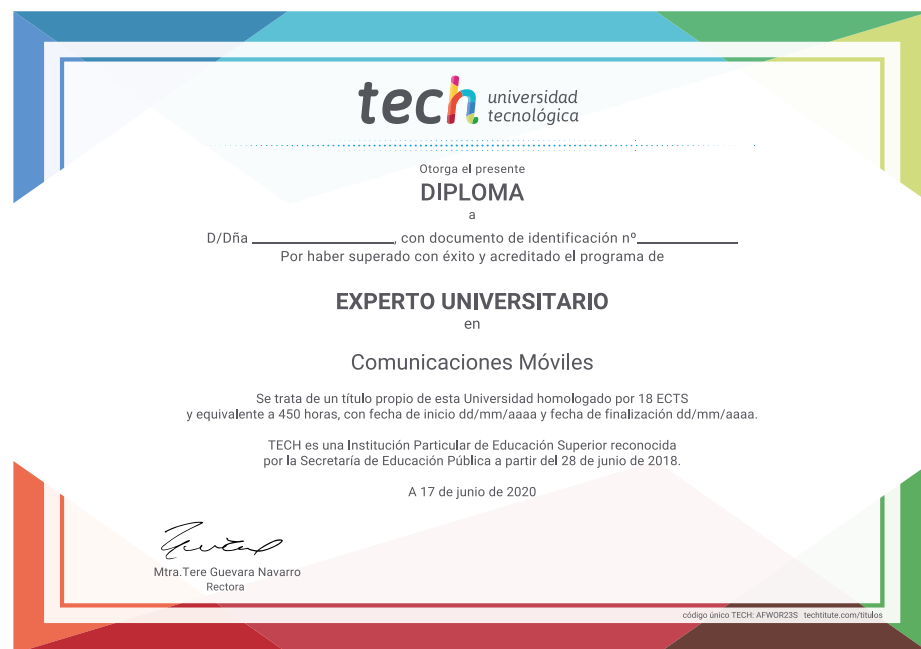 tech universidad
tecnológica
Otorga el presente
DIPLOMA
a
D/Dña ____________________, con documento de identificación nº______________
Por haber superado con éxito y acreditado el programa de
EXPERTO UNIVERSITARIO
en
Comunicaciones Móviles
Se trata de un título propio de esta Universidad homologado por 18 ECTS
y equivalente a 450 horas, con fecha de inicio dd/mm/aaaa y fecha de finalización dd/mm/aaaa.
TECH es una Institución Particular de Educación Superior reconocida
por la Secretaría de Educación Pública a partir del 28 de junio de 2018.
A 17 de junio de 2020
Mtra.Tere Guevara Navarro
Rectora
código único TECH: AFWOR23S techtitute.com/titulos